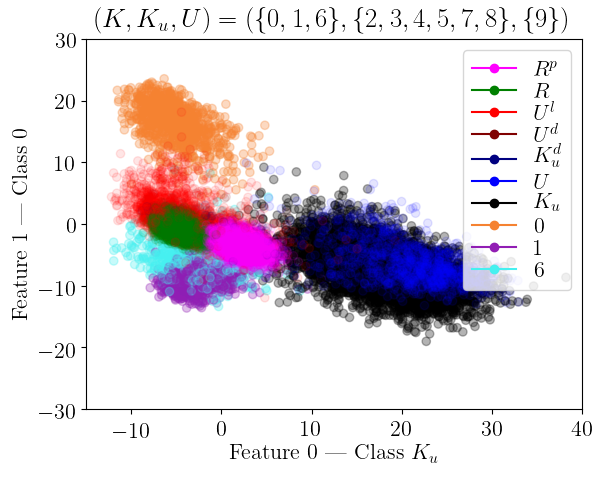 (K, K_u, U) = ({0, 1, 6}, {2, 3, 4, 5, 7, 8}, {9})
30
20
10
0
−10
−20
−30
Feature 1 — Class 0
R^p
R
U^l
U^d
K_u^d
U
K_u
0
1
6
−10
0
10
20
30
40
Feature 0 — Class K_u